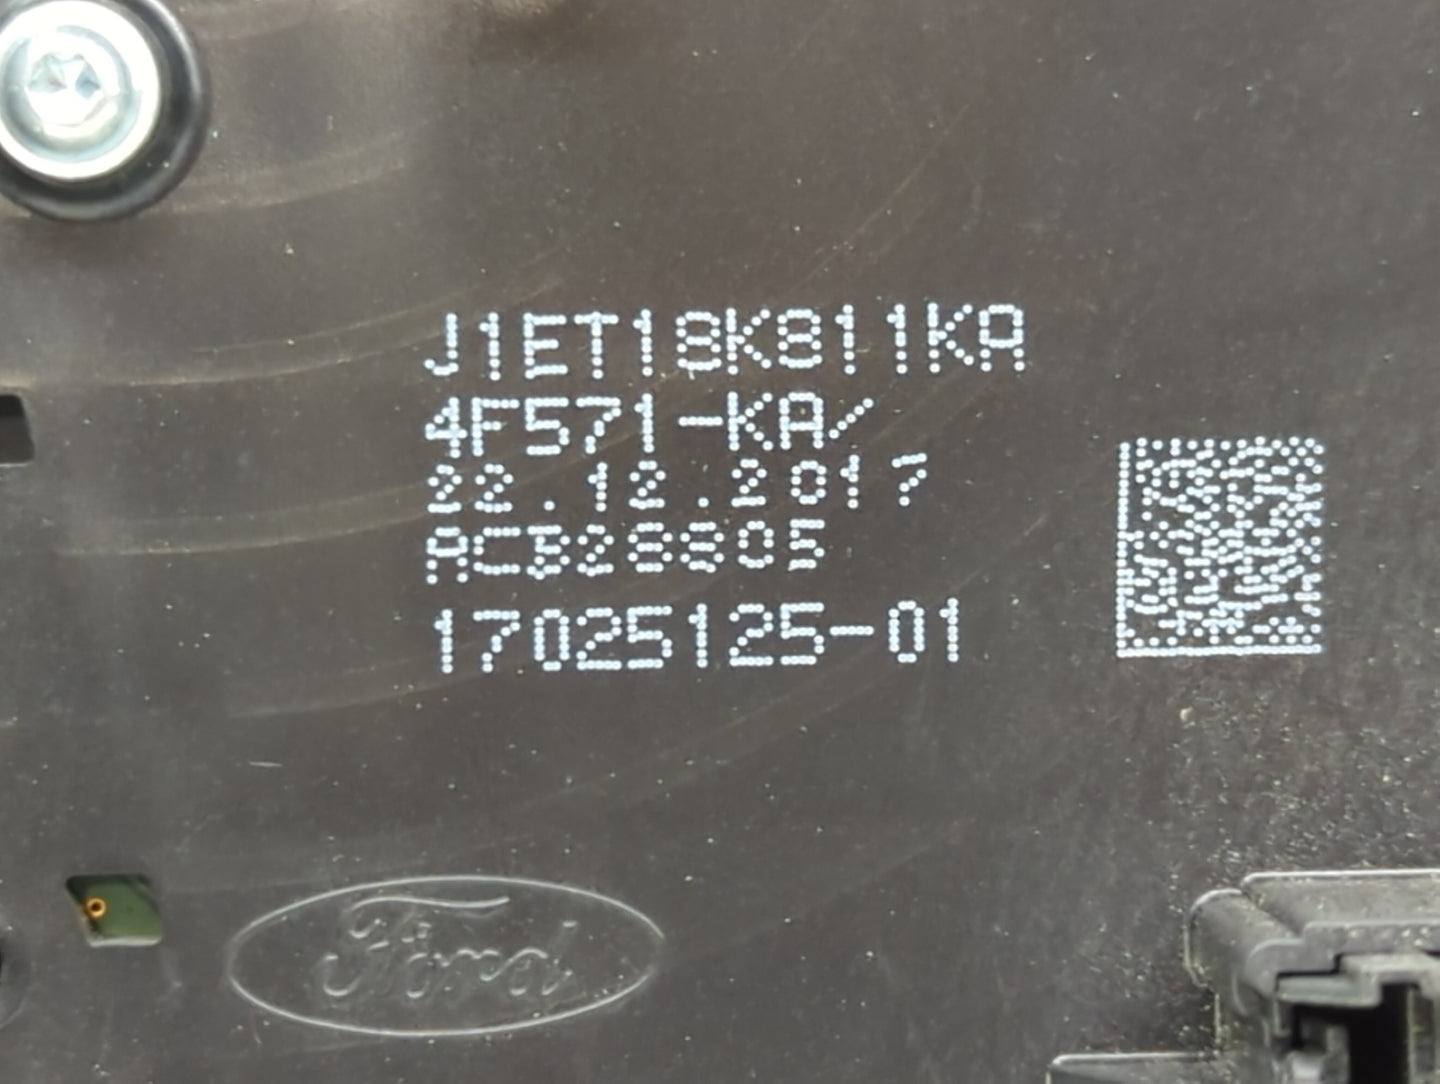 J1ET18K811KA
4F571-KA/
22.12.2017
ACB28805
17025125-01
Ford